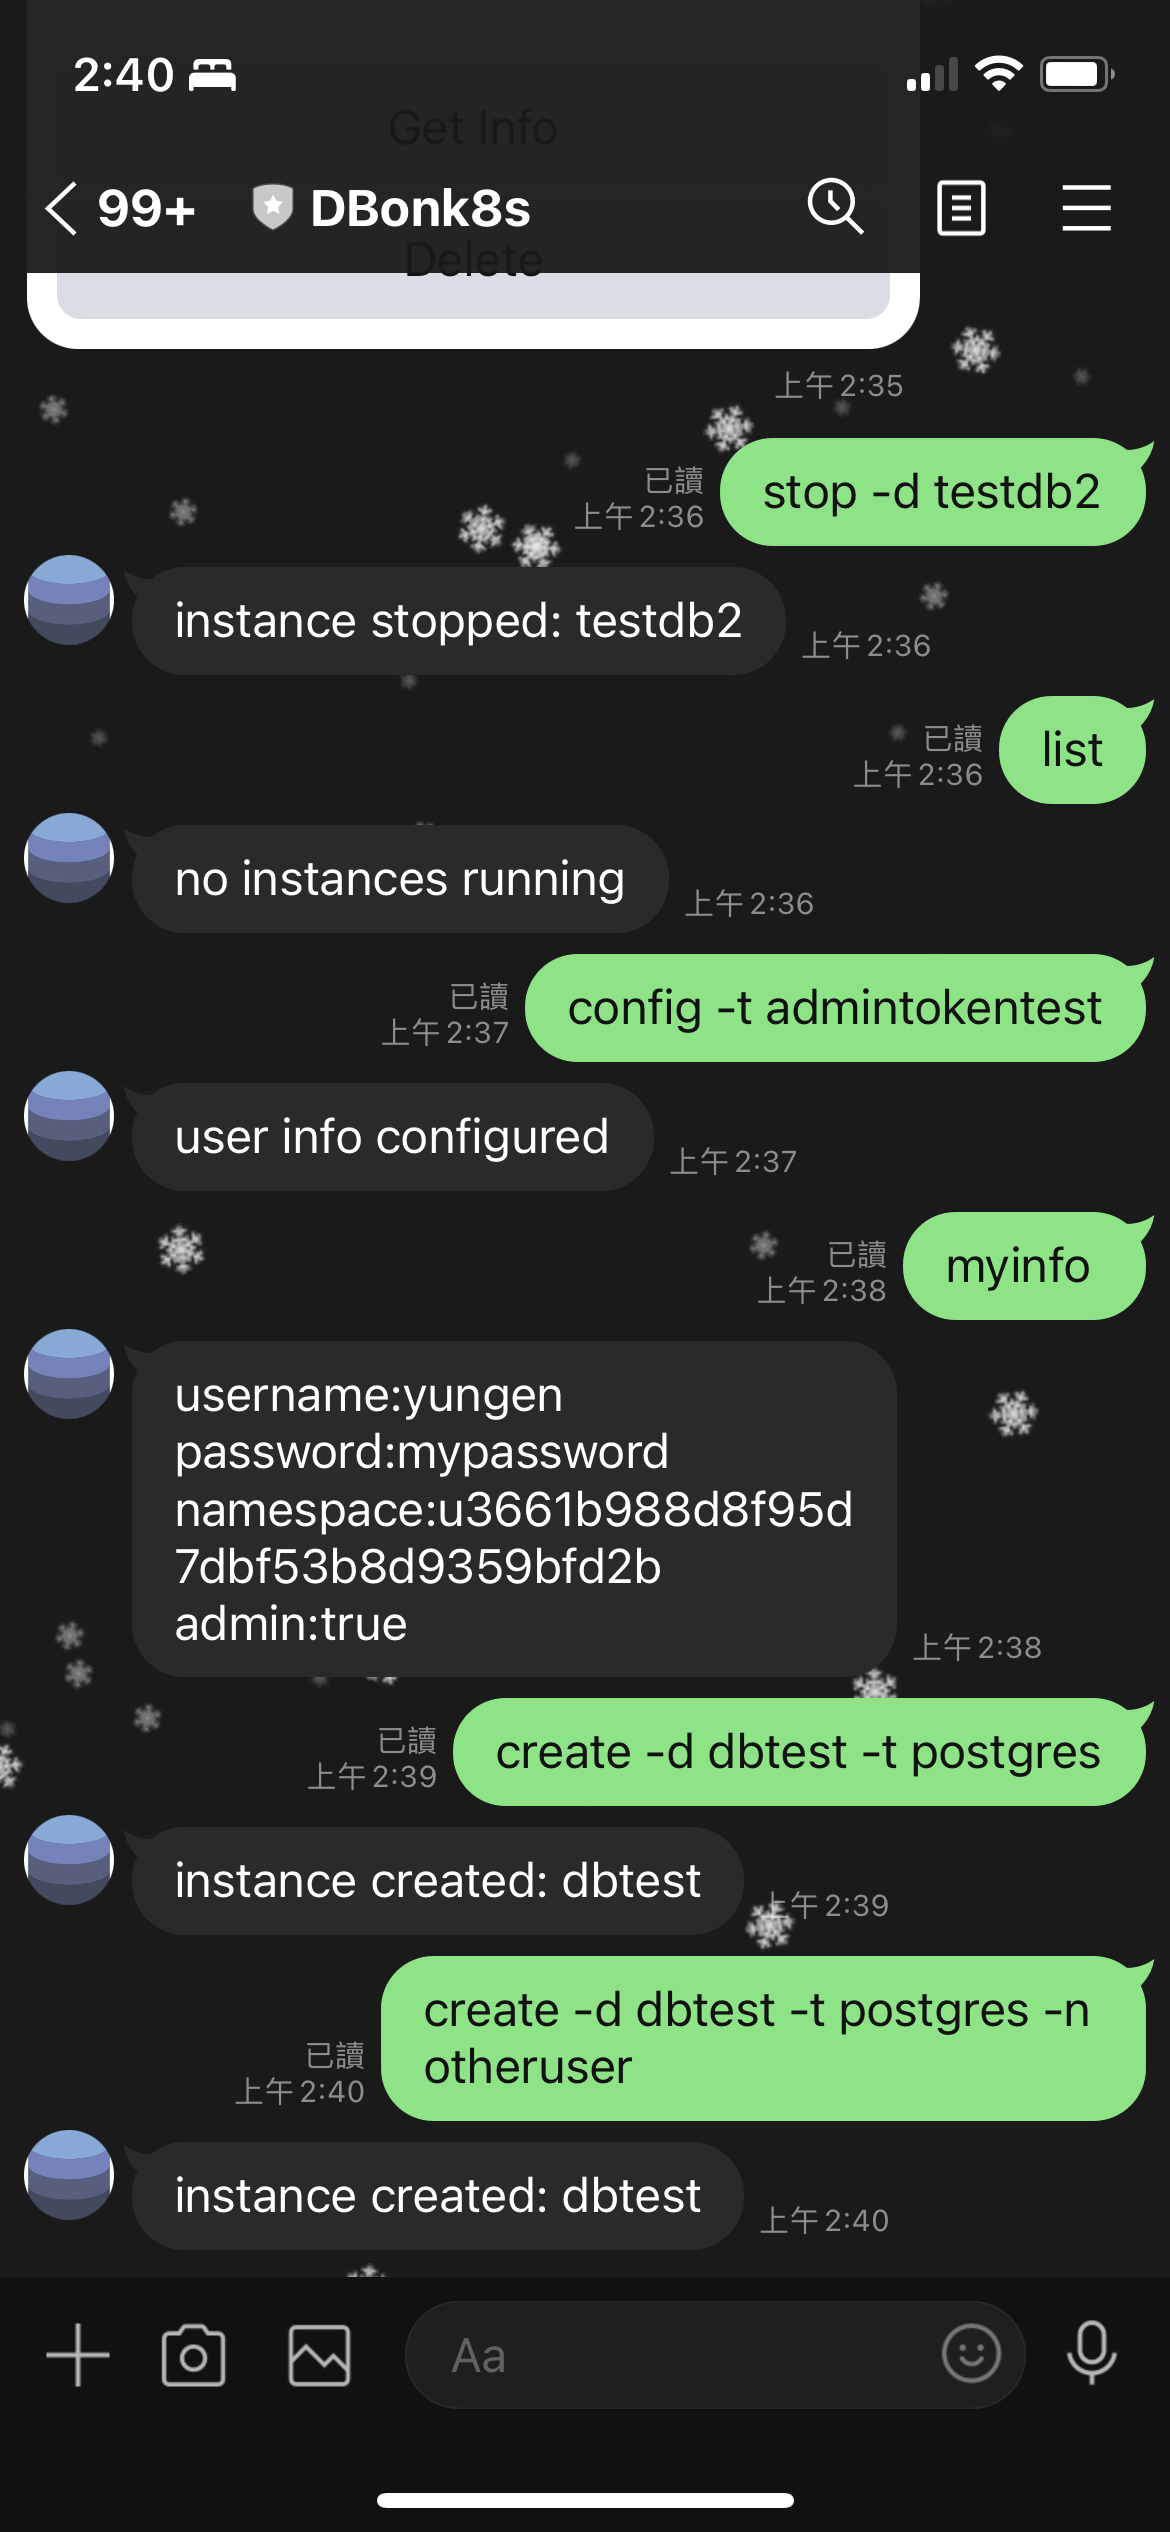 2:40
Get Info
99+ DBonk8s
Delete
上午 2:35
已讀
上午 2:36
stop -d testdb2
instance stopped: testdb2
上午 2:36
已讀
上午 2:36
list
no instances running
上午 2:36
已讀
上午 2:37
config -t admintokentest
user info configured
上午 2:37
已讀
上午 2:38
myinfo
username:yungen
password:mypassword
namespace:u3661b988d8f95d
7dbf53b8d9359bfd2b
admin:true
上午 2:38
已讀
上午 2:39
create -d dbtest -t postgres
instance created: dbtest
上午 2:39
已讀
上午 2:40
create -d dbtest -t postgres -n
otheruser
instance created: dbtest
上午 2:40
Aa